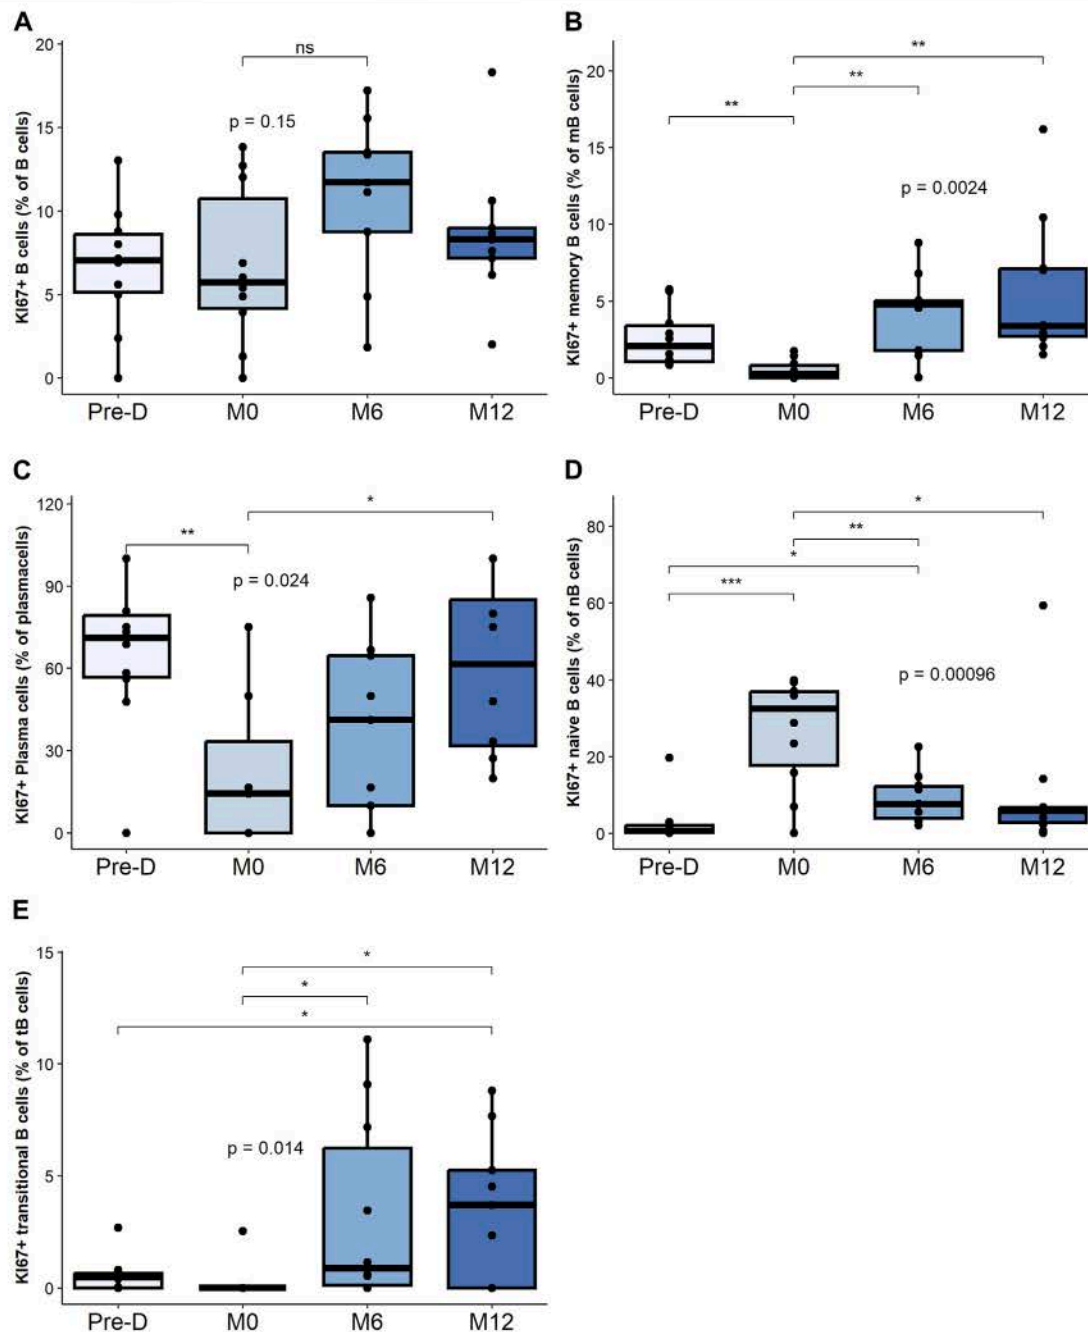 A
KI67+ B cells (% of B cells)
20
15
10
5
0
ns
p = 0.15
Pre-D M0 M6 M12
B
KI67+ memory B cells (% of mB cells)
20
15
10
5
0
**
**
**
p = 0.0024
Pre-D M0 M6 M12
C
KI67+ Plasma cells (% of plasmacells)
120
90
60
30
0
*
**
p = 0.024
Pre-D M0 M6 M12
D
KI67+ naive B cells (% of nB cells)
80
60
40
20
0
*
**
*
***
p = 0.00096
Pre-D M0 M6 M12
E
KI67+ transitional B cells (% of tB cells)
15
10
5
0
*
*
*
p = 0.014
Pre-D M0 M6 M12